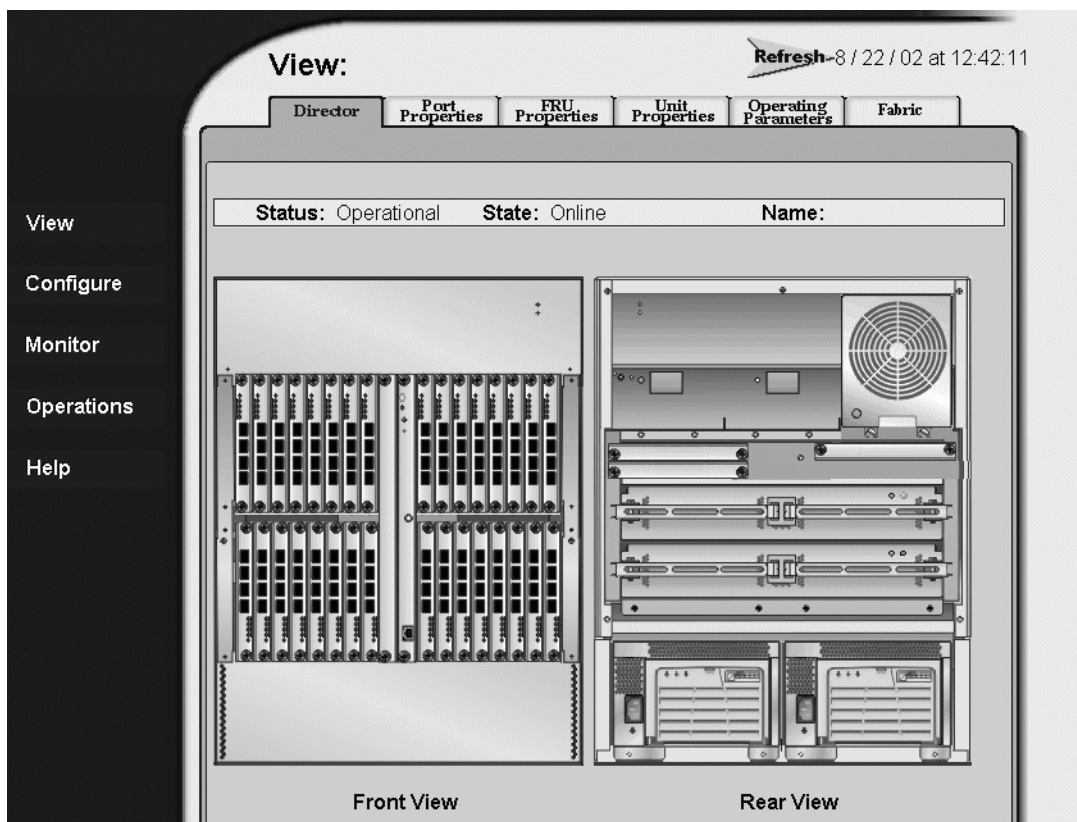 View:
Refresh 8 / 22 / 02 at 12:42:11
Director
Port Properties
FRU Properties
Unit Properties
Operating Parameters
Fabric
Status: Operational State: Online Name:
View
Configure
Monitor
Operations
Help
Front View
Rear View